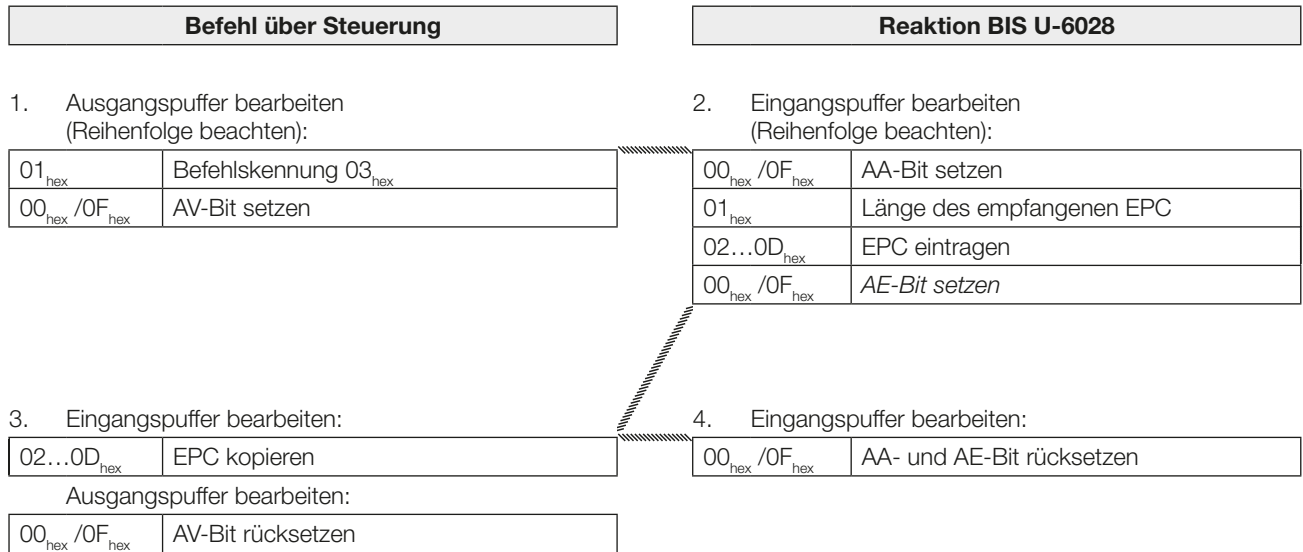 Befehl über Steuerung
Reaktion BIS U-6028
1. Ausgangspuffer bearbeiten
(Reihenfolge beachten):
01hex Befehlskennung 03hex
00hex /0Fhex AV-Bit setzen
2. Eingangspuffer bearbeiten
(Reihenfolge beachten):
00hex /0Fhex AA-Bit setzen
01hex Länge des empfangenen EPC
02…0Dhex EPC eintragen
00hex /0Fhex AE-Bit setzen
3. Eingangspuffer bearbeiten:
02…0Dhex EPC kopieren
Ausgangspuffer bearbeiten:
00hex /0Fhex AV-Bit rücksetzen
4. Eingangspuffer bearbeiten:
00hex /0Fhex AA- und AE-Bit rücksetzen